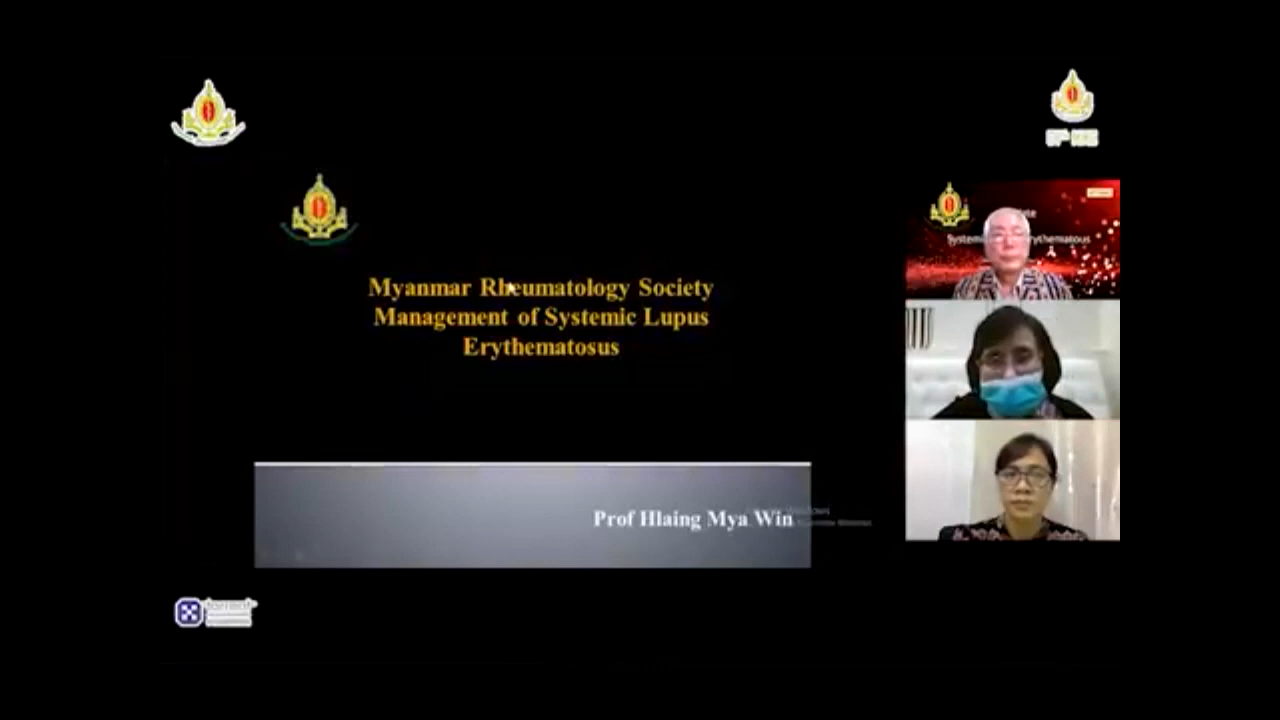 Myanmar Rheumatology Society
Management of Systemic Lupus
Erythematosus
Prof Hlaing Mya Win